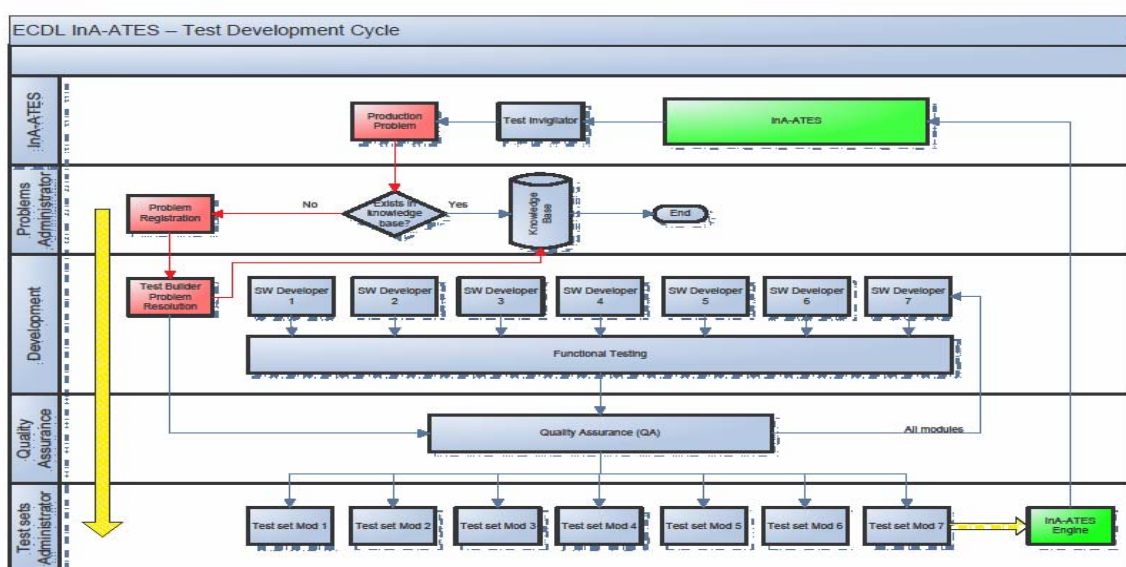 ECDL InA-ATES – Test Development Cycle
InA-ATES
Production
Problem
Test Invigilator
InA-ATES
Problems
Administrator
Problem
Registration
No
Exists in
knowledge
base?
Yes
Knowledge
Base
End
Development
Test Builder
Problem
Resolution
SW Developer
1
SW Developer
2
SW Developer
3
SW Developer
4
SW Developer
5
SW Developer
6
SW Developer
7
Functional Testing
Quality
Assurance
Quality Assurance (QA)
All modules
Test sets
Administrator
Test set Mod 1
Test set Mod 2
Test set Mod 3
Test set Mod 4
Test set Mod 5
Test set Mod 6
Test set Mod 7
InA-ATES
Engine